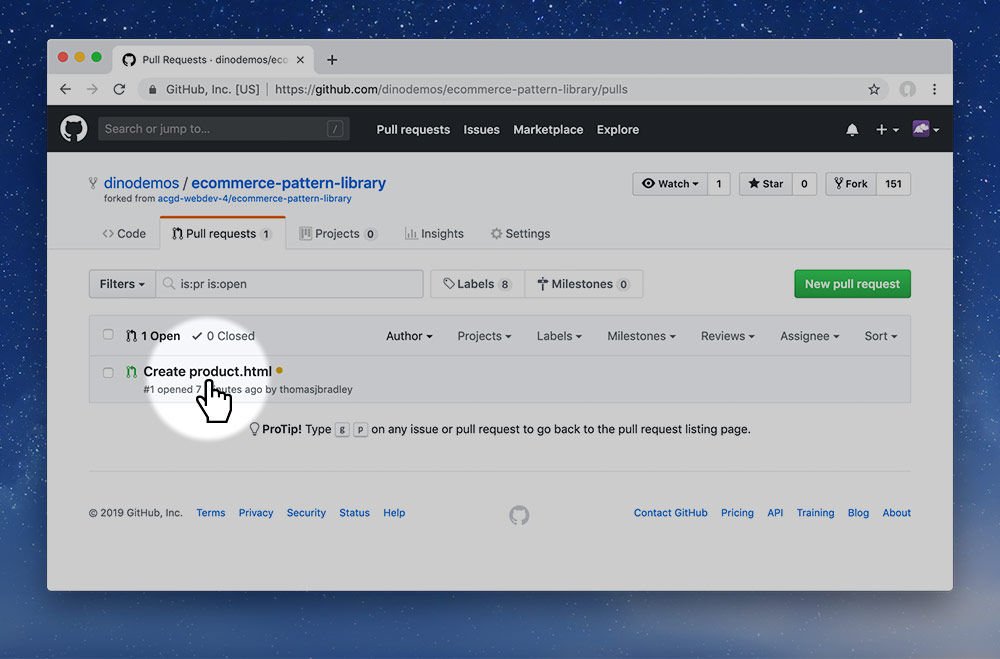 Pull Requests · dinodemos/eco
GitHub, Inc. [US] | https://github.com/dinodemos/ecommerce-pattern-library/pulls
Search or jump to... / Pull requests Issues Marketplace Explore
dinodemos / ecommerce-pattern-library Watch 1 Star 0 Fork 151
forked from acgd-webdev-4/ecommerce-pattern-library
Code Pull requests 1 Projects 0 Insights Settings
Filters is:pr is:open Labels 8 Milestones 0 New pull request
1 Open 0 Closed Author Projects Labels Milestones Reviews Assignee Sort
Create product.html
#1 opened 7 ago by thomasjbradley
ProTip! Type g p on any issue or pull request to go back to the pull request listing page.
© 2019 GitHub, Inc. Terms Privacy Security Status Help Contact GitHub Pricing API Training Blog About